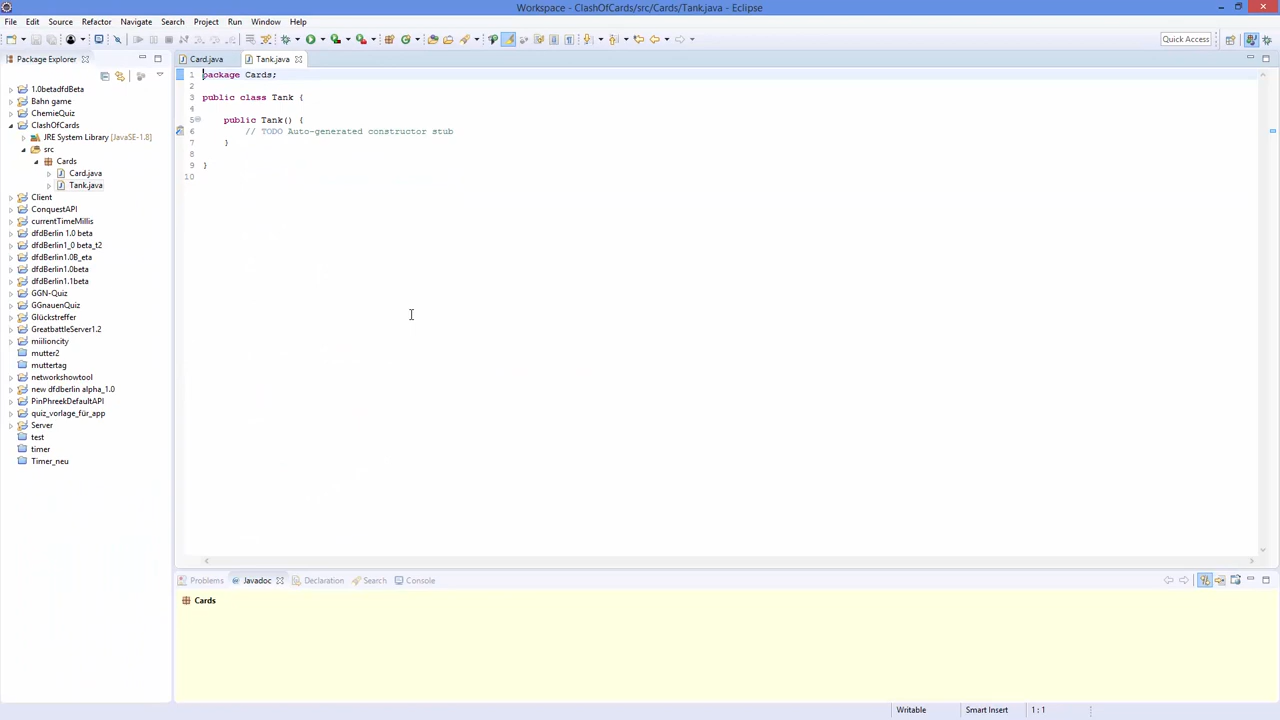 Workspace - ClashOfCards/src/Cards/Tank.java - Eclipse
File Edit Source Refactor Navigate Search Project Run Window Help
Quick Access
Package Explorer
1.0betadfdBeta
Bahn game
ChemieQuiz
ClashOfCards
JRE System Library [JavaSE-1.8]
src
Cards
Card.java
Tank.java
Client
ConquestAPI
currentTimeMillis
dfdBerlin 1.0 beta
dfdBerlin1_0 beta_t2
dfdBerlin1.0B_eta
dfdBerlin1.0beta
dfdBerlin1.1beta
GGN-Quiz
GGnauenQuiz
Glückstreffer
GreatbattleServer1.2
miilioncity
mutter2
muttertag
networkshowtool
new dfdberlin alpha_1.0
PinPhreekDefaultAPI
quiz_vorlage_für_app
Server
test
timer
Timer_neu
Card.java Tank.java
1 package Cards;
2
3 public class Tank {
4
5 public Tank() {
6 // TODO Auto-generated constructor stub
7 }
8
9 }
10
Problems Javadoc Declaration Search Console
Cards
Writable Smart Insert 1 : 1